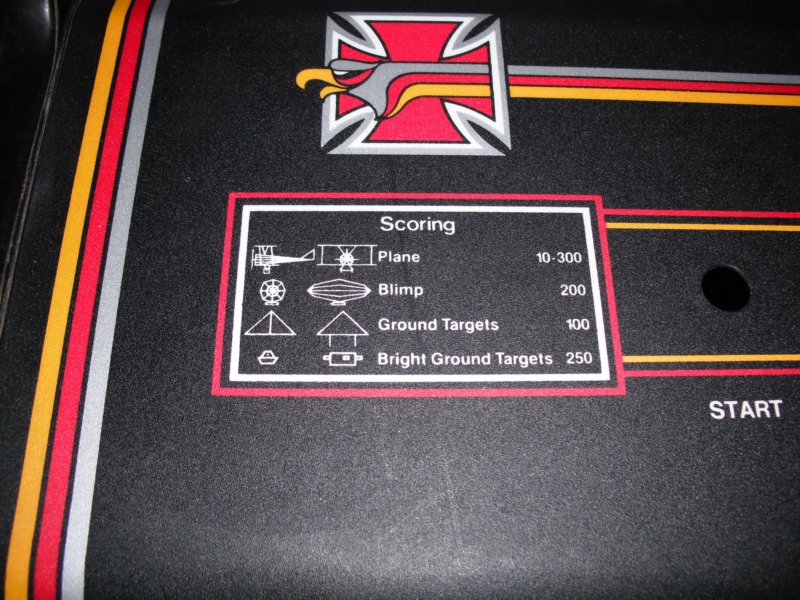 Scoring
Plane 10-300
Blimp 200
Ground Targets 100
Bright Ground Targets 250
START